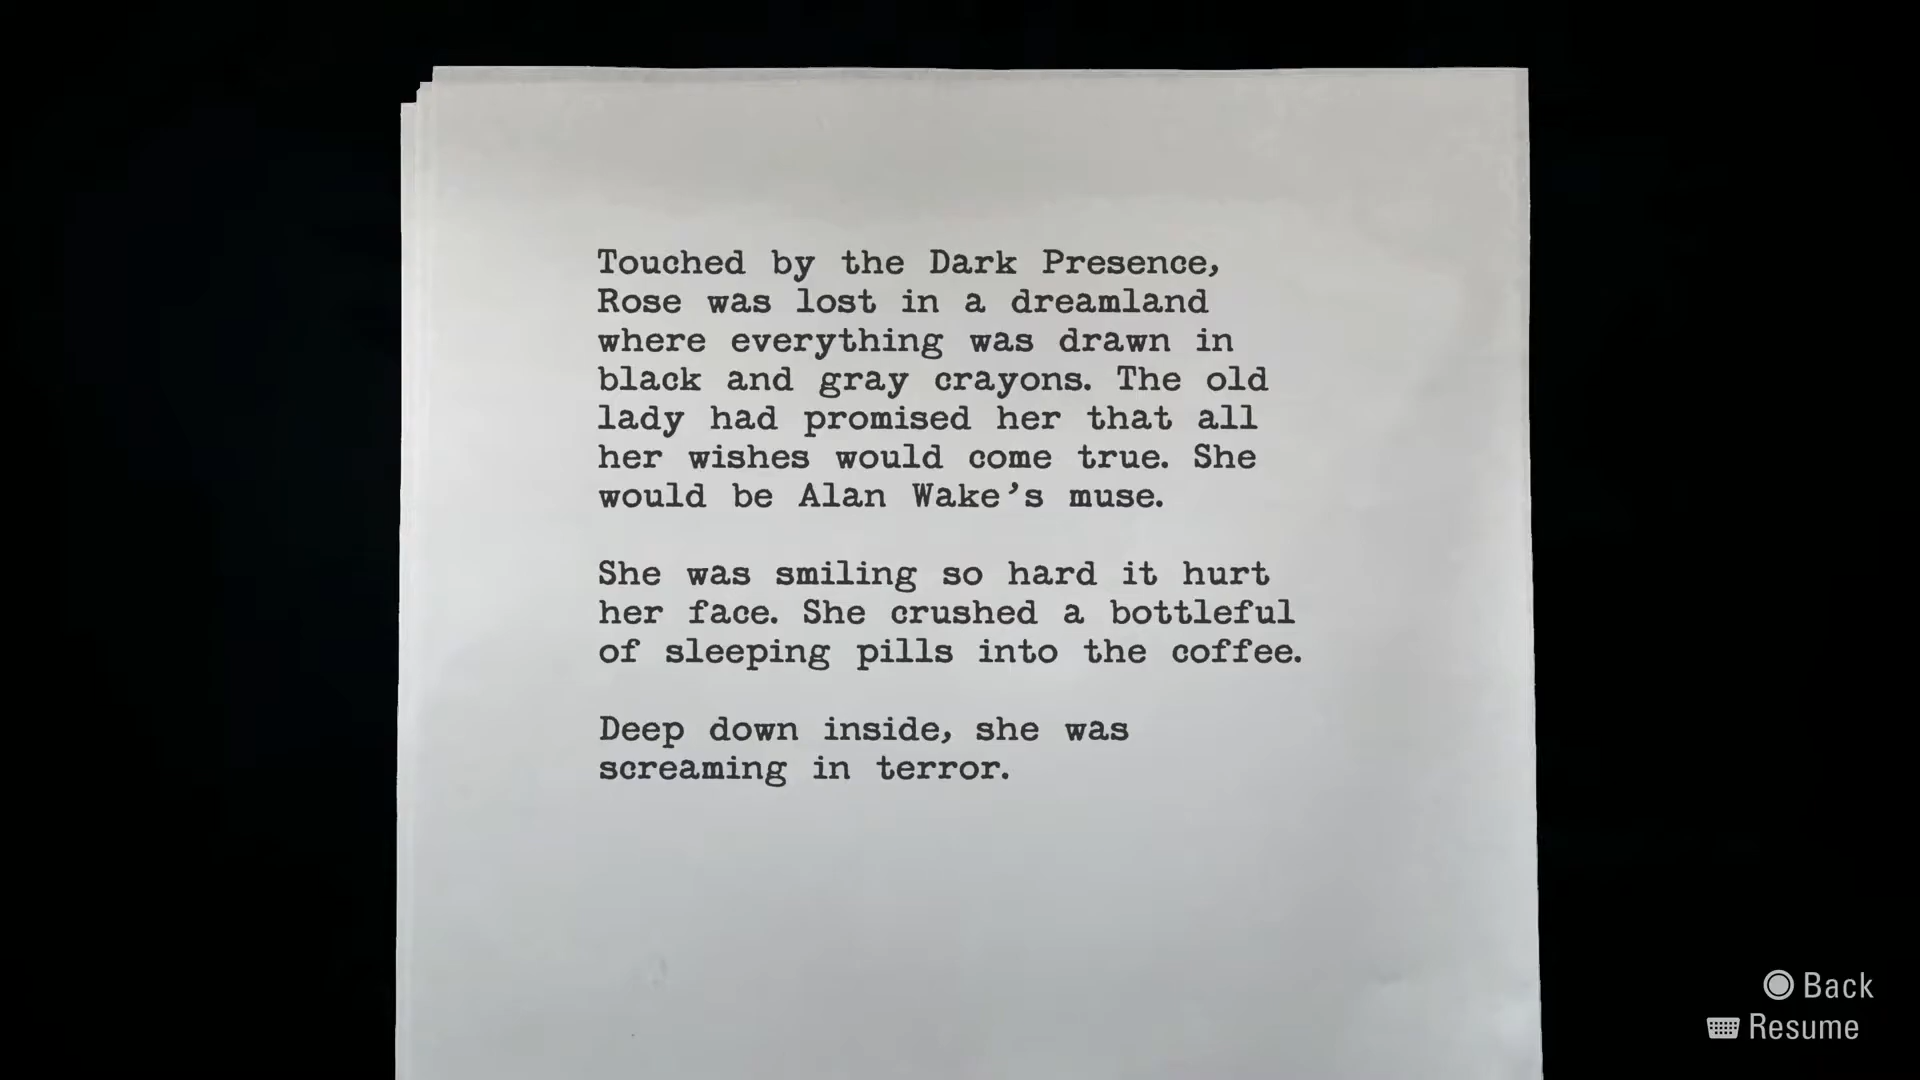 Touched by the Dark Presence,
Rose was lost in a dreamland
where everything was drawn in
black and gray crayons. The old
lady had promised her that all
her wishes would come true. She
would be Alan Wake’s muse.
She was smiling so hard it hurt
her face. She crushed a bottleful
of sleeping pills into the coffee.
Deep down inside, she was
screaming in terror.
Back
Resume